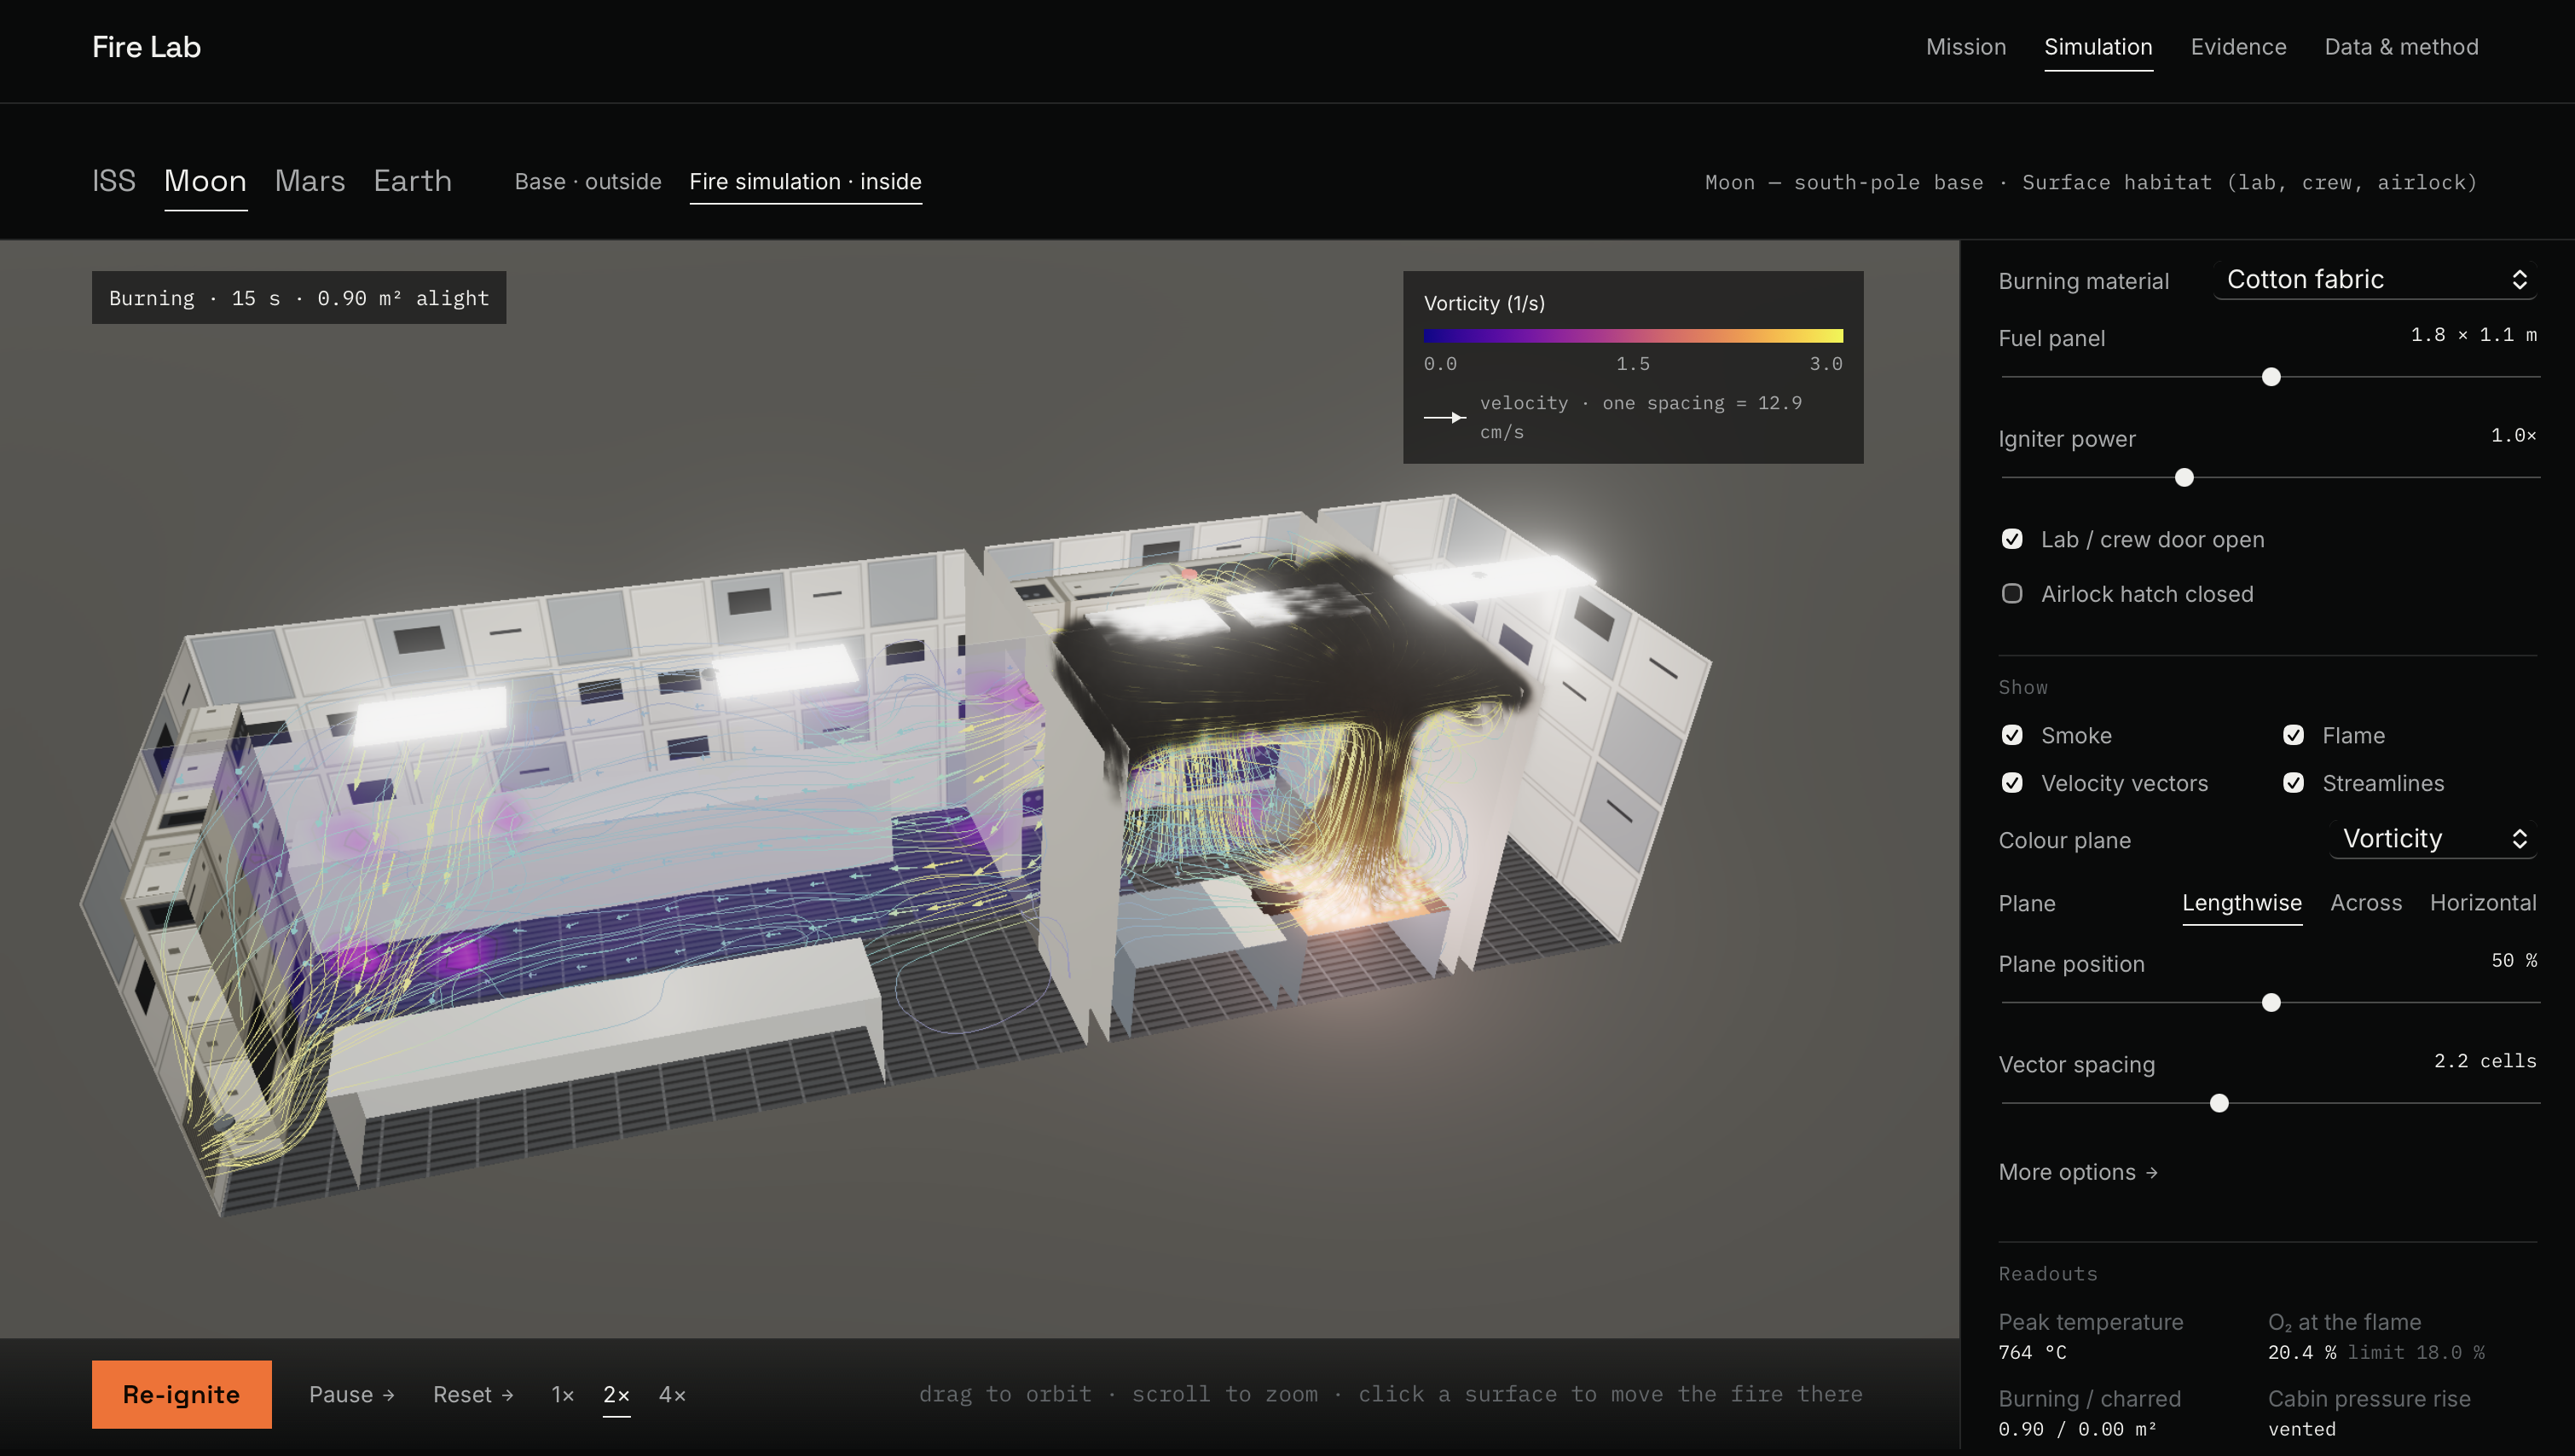 Fire Lab
Mission Simulation Evidence Data & method
ISS Moon Mars Earth Base · outside Fire simulation · inside Moon — south-pole base · Surface habitat (lab, crew, airlock)
Burning · 15 s · 0.90 m² alight
Vorticity (1/s)
0.0 1.5 3.0
velocity · one spacing = 12.9
cm/s
Burning material Cotton fabric
Fuel panel 1.8 × 1.1 m
Igniter power 1.0×
Lab / crew door open
Airlock hatch closed
Show
Smoke Flame
Velocity vectors Streamlines
Colour plane Vorticity
Plane Lengthwise Across Horizontal
Plane position 50 %
Vector spacing 2.2 cells
More options →
Readouts
Peak temperature O₂ at the flame
764 °C 20.4 % limit 18.0 %
Burning / charred Cabin pressure rise
0.90 / 0.00 m² vented
Re-ignite Pause → Reset → 1× 2× 4× drag to orbit · scroll to zoom · click a surface to move the fire there